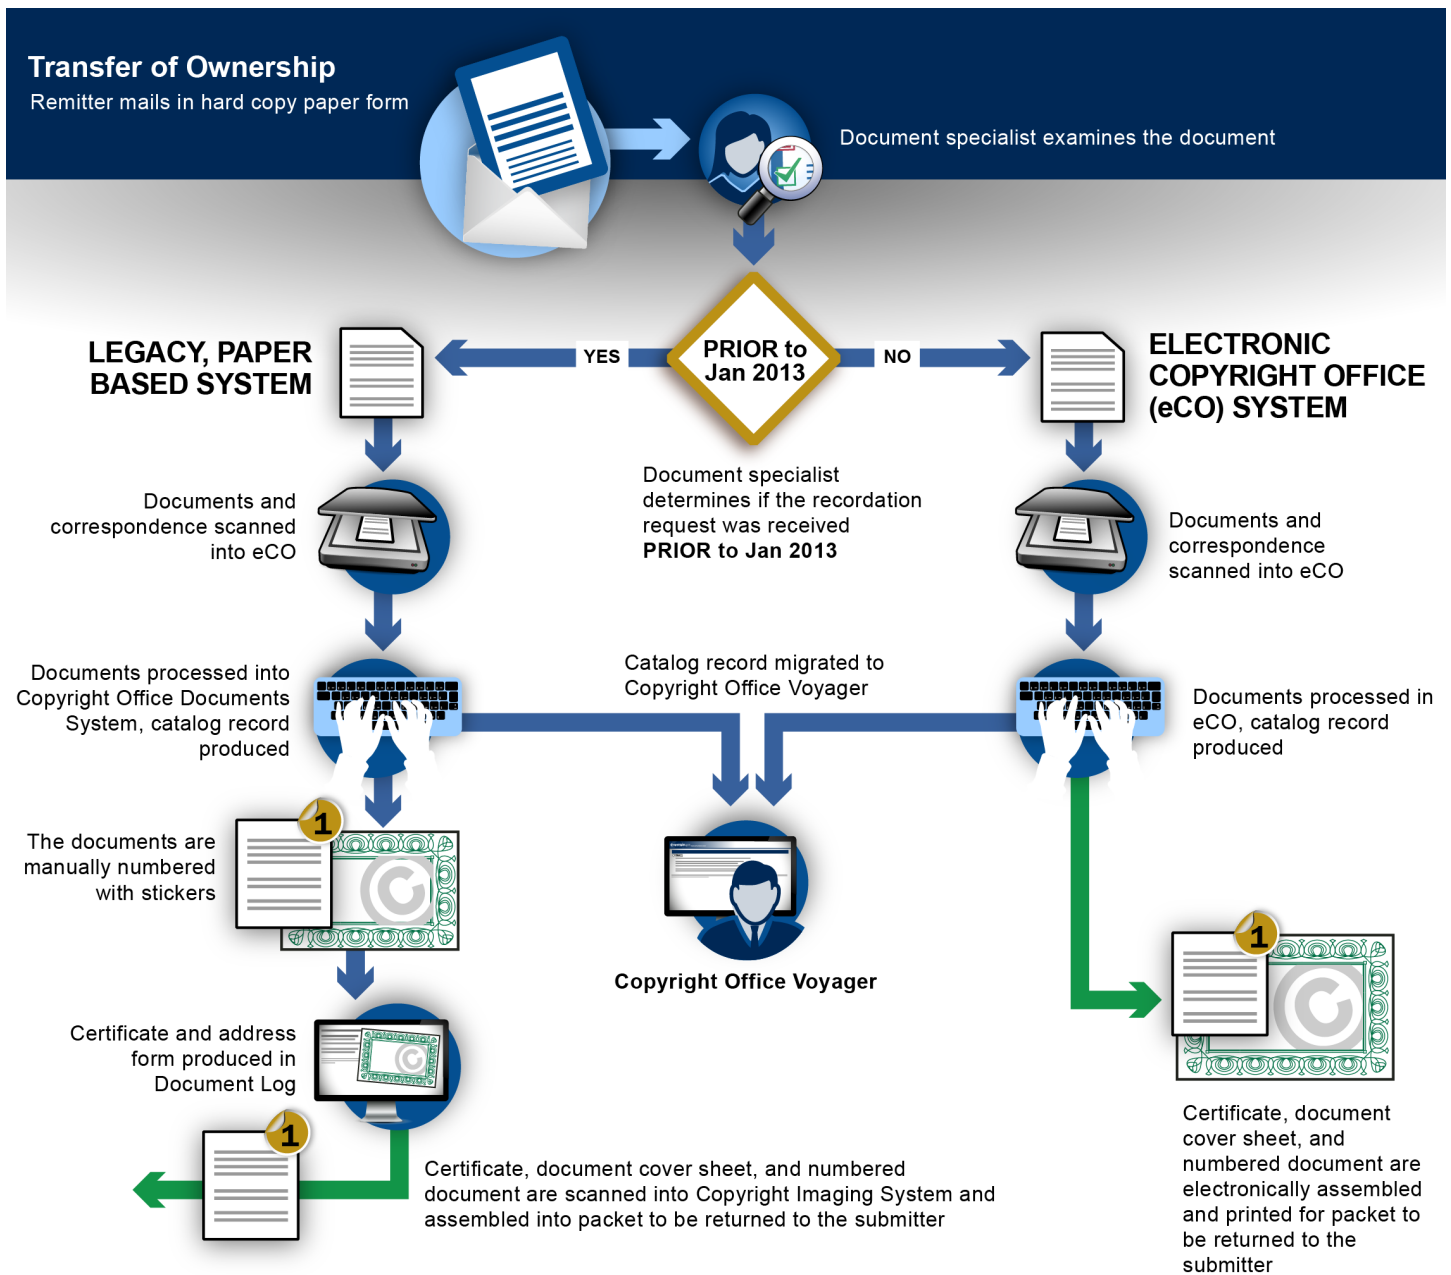 Transfer of Ownership
Remitter mails in hard copy paper form
Document specialist examines the document
PRIOR to
Jan 2013
YES
NO
LEGACY, PAPER
BASED SYSTEM
ELECTRONIC
COPYRIGHT OFFICE
(eCO) SYSTEM
Document specialist
determines if the recordation
request was received
PRIOR to Jan 2013
Documents and
correspondence scanned
into eCO
Documents and
correspondence
scanned into eCO
Documents processed into
Copyright Office Documents
System, catalog record
produced
Catalog record migrated to
Copyright Office Voyager
Documents processed in
eCO, catalog record
produced
1
The documents are
manually numbered
with stickers
Copyright Office Voyager
1
Certificate and address
form produced in
Document Log
1
Certificate, document cover sheet, and numbered
document are scanned into Copyright Imaging System and
assembled into packet to be returned to the submitter
Certificate, document
cover sheet, and
numbered document are
electronically assembled
and printed for packet to
be returned to the
submitter